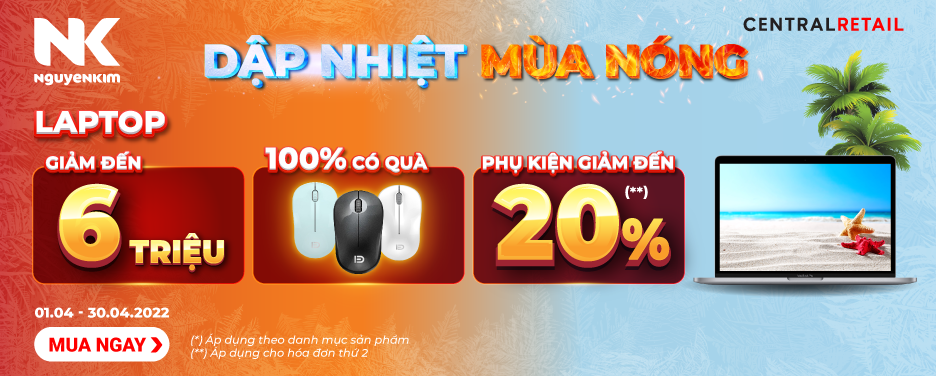 NK
NGUYENKIM
CENTRALRETAIL
DẬP NHIỆT MÙA NÓNG
LAPTOP
GIẢM ĐẾN
6 TRIỆU
100% CÓ QUÀ
PHỤ KIỆN GIẢM ĐẾN
20% (**)
01.04 - 30.04.2022
MUA NGAY
(*) Áp dụng theo danh mục sản phẩm
(**) Áp dụng cho hóa đơn thứ 2